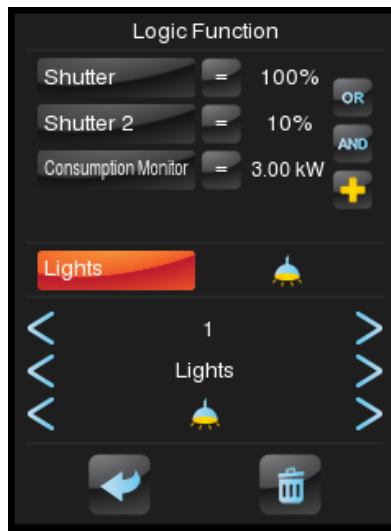 Logic Function
Shutter = 100%
OR
Shutter 2 = 10%
AND
Consumption Monitor = 3.00 kW
Lights
1
Lights